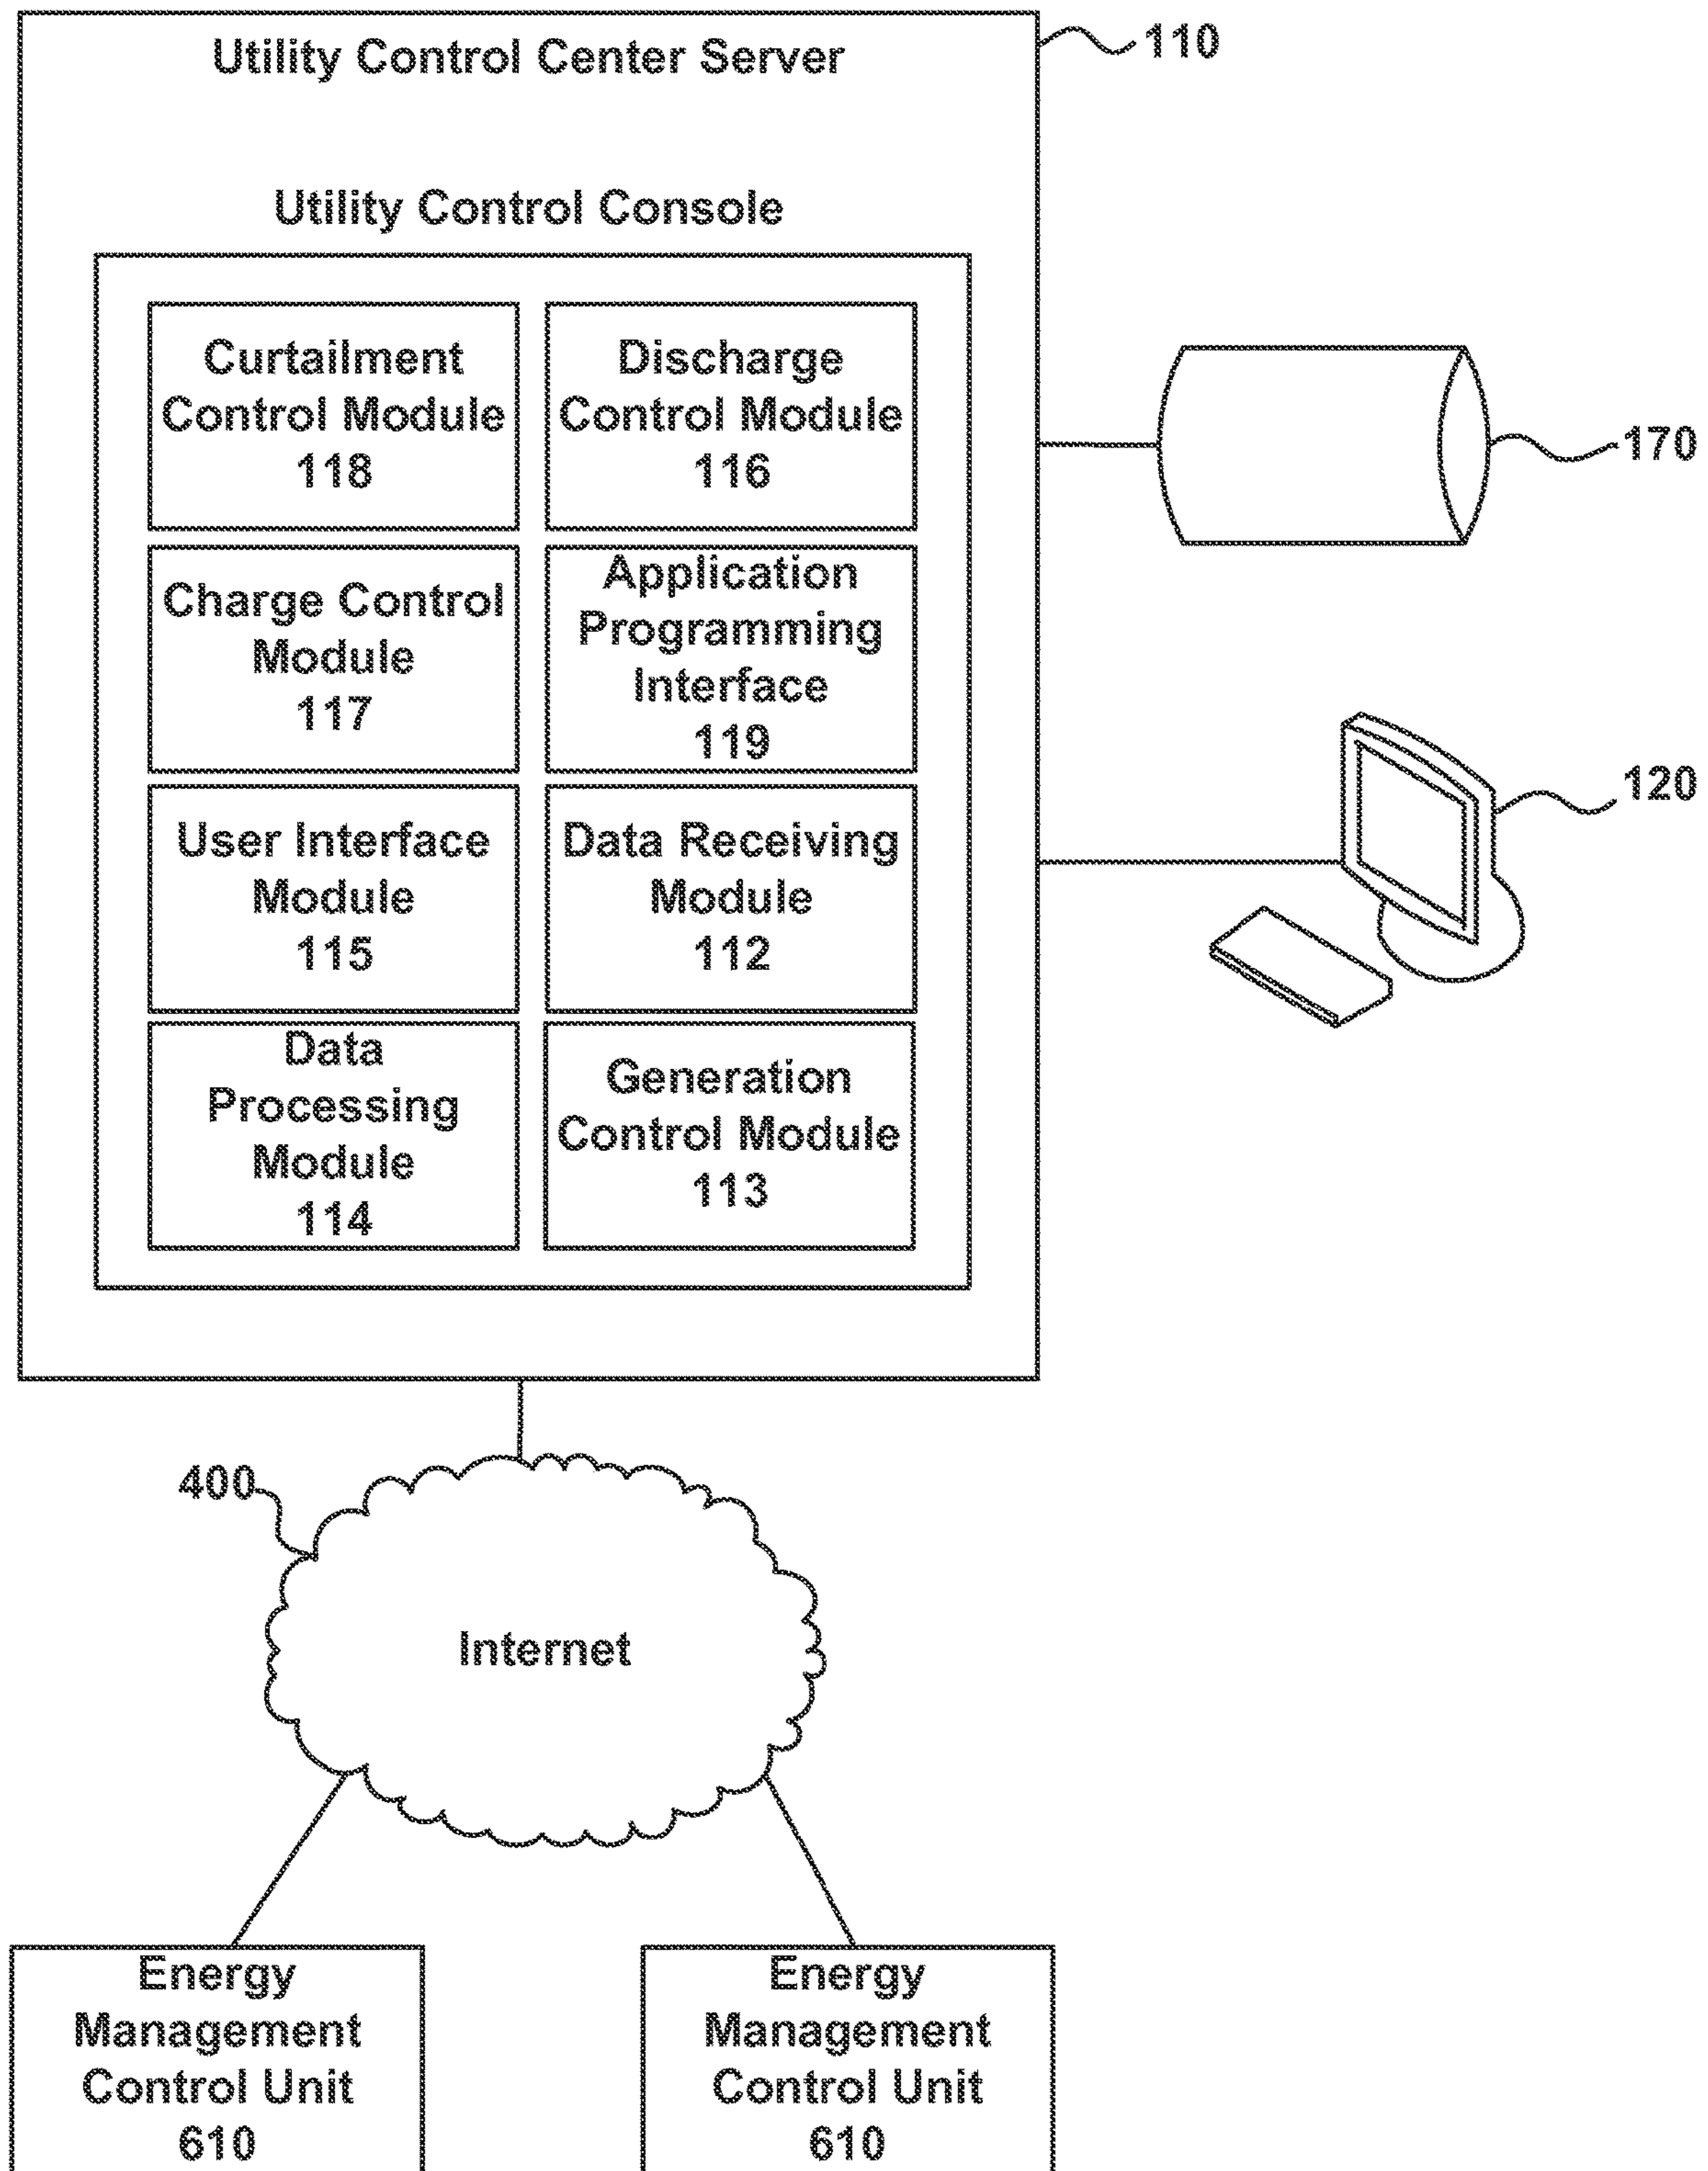 Utility Control Center Server
110
Utility Control Console
Curtailment
Control Module
118
Discharge
Control Module
116
170
Charge Control
Module
117
Application
Programming
Interface
119
120
User Interface
Module
115
Data Receiving
Module
112
Data
Processing
Module
114
Generation
Control Module
113
400
Internet
Energy
Management
Control Unit
610
Energy
Management
Control Unit
610